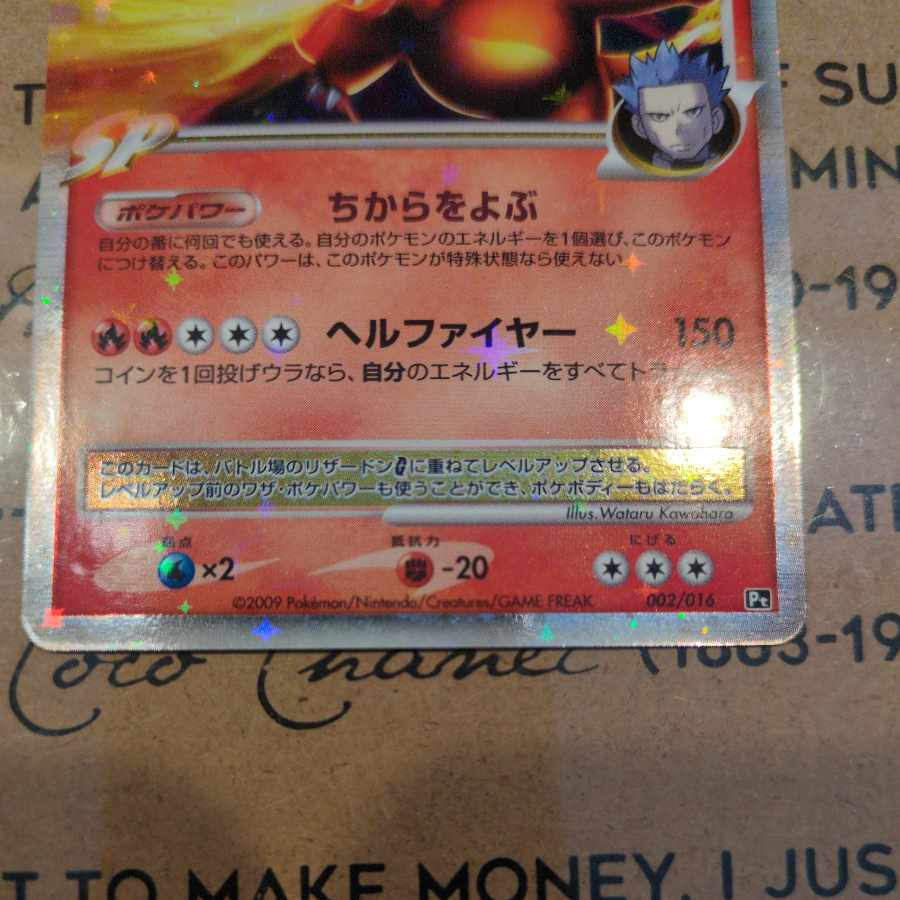 T
F SU
SP
A
MIN
ポケパワー ちからをよぶ
自分の番に何回でも使える。自分のポケモンのエネルギーを1個選び、このポケモン
につけ替える。このパワーは、このポケモンが特殊状態なら使えない
0-19
ヘルファイヤー 150
コインを1回投げウラなら、自分のエネルギーをすべてトラ
このカードは、バトル場のリザードンGに重ねてレベルアップさせる。
レベルアップ前のワザ・ポケパワーも使うことができ、ポケボディーもはたらく。
Illus.Wataru Kawahara
ATE
弱点 抵抗力 にげる
×2 -20
©2009 Pokémon/Nintendo/Creatures/GAME FREAK 002/016 Pt
Coco Chanel (1883-19
T TO MAKE MONEY, I JUS